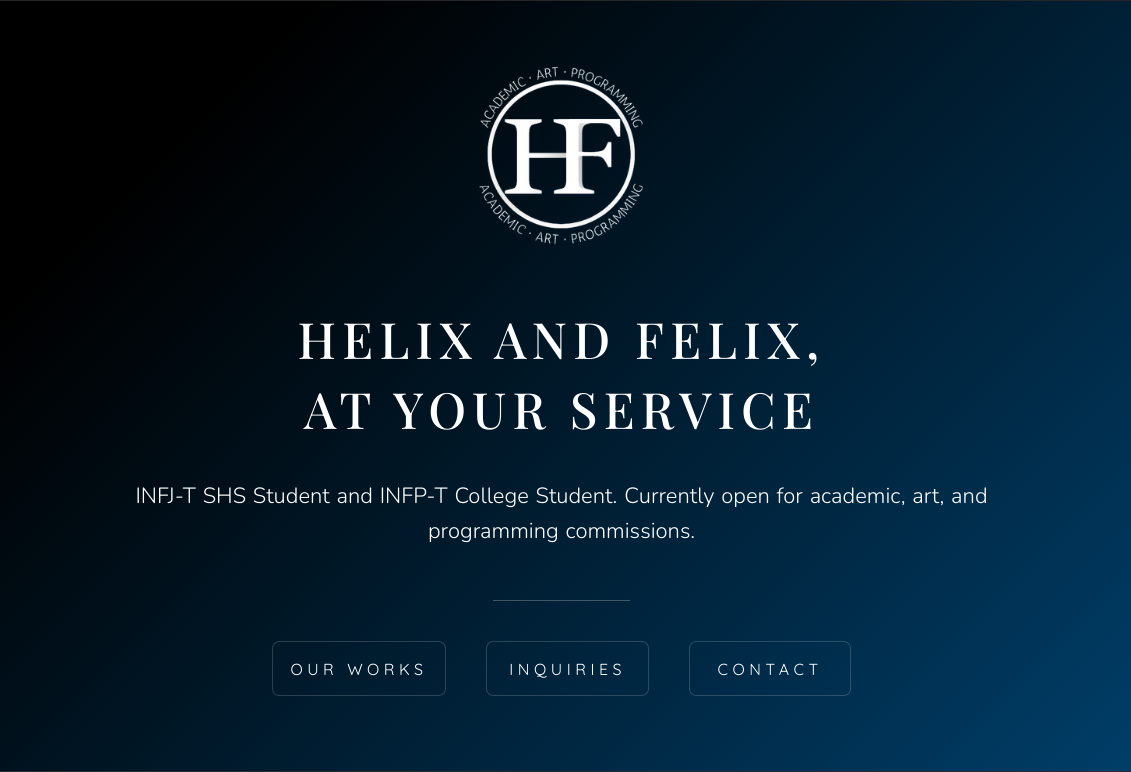 ACADEMIC · ART · PROGRAMMING
HF
ACADEMIC · ART · PROGRAMMING
HELIX AND FELIX,
AT YOUR SERVICE
INFJ-T SHS Student and INFP-T College Student. Currently open for academic, art, and
programming commissions.
OUR WORKS
INQUIRIES
CONTACT